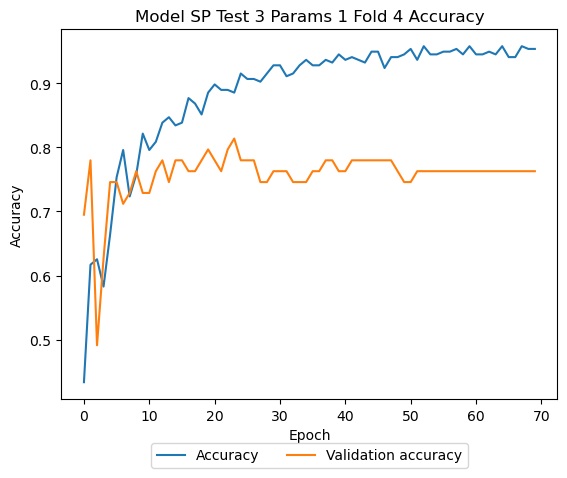 Model SP Test 3 Params 1 Fold 4 Accuracy
Accuracy
0.9
0.8
0.7
0.6
0.5
0 10 20 30 40 50 60 70
Epoch
Accuracy Validation accuracy